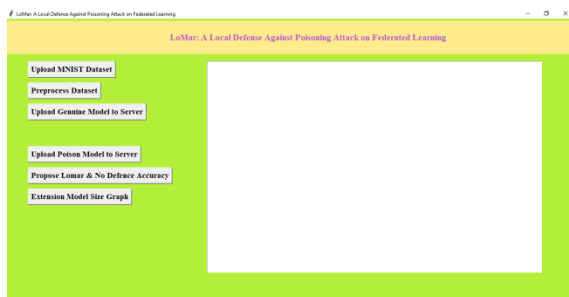 LoMar: A Local Defense Against Poisoning Attack on Federated Learning
LoMar: A Local Defense Against Poisoning Attack on Federated Learning
Upload MNIST Dataset
Preprocess Dataset
Upload Genuine Model to Server
Upload Poison Model to Server
Propose Lomar & No Defence Accuracy
Extension Model Size Graph